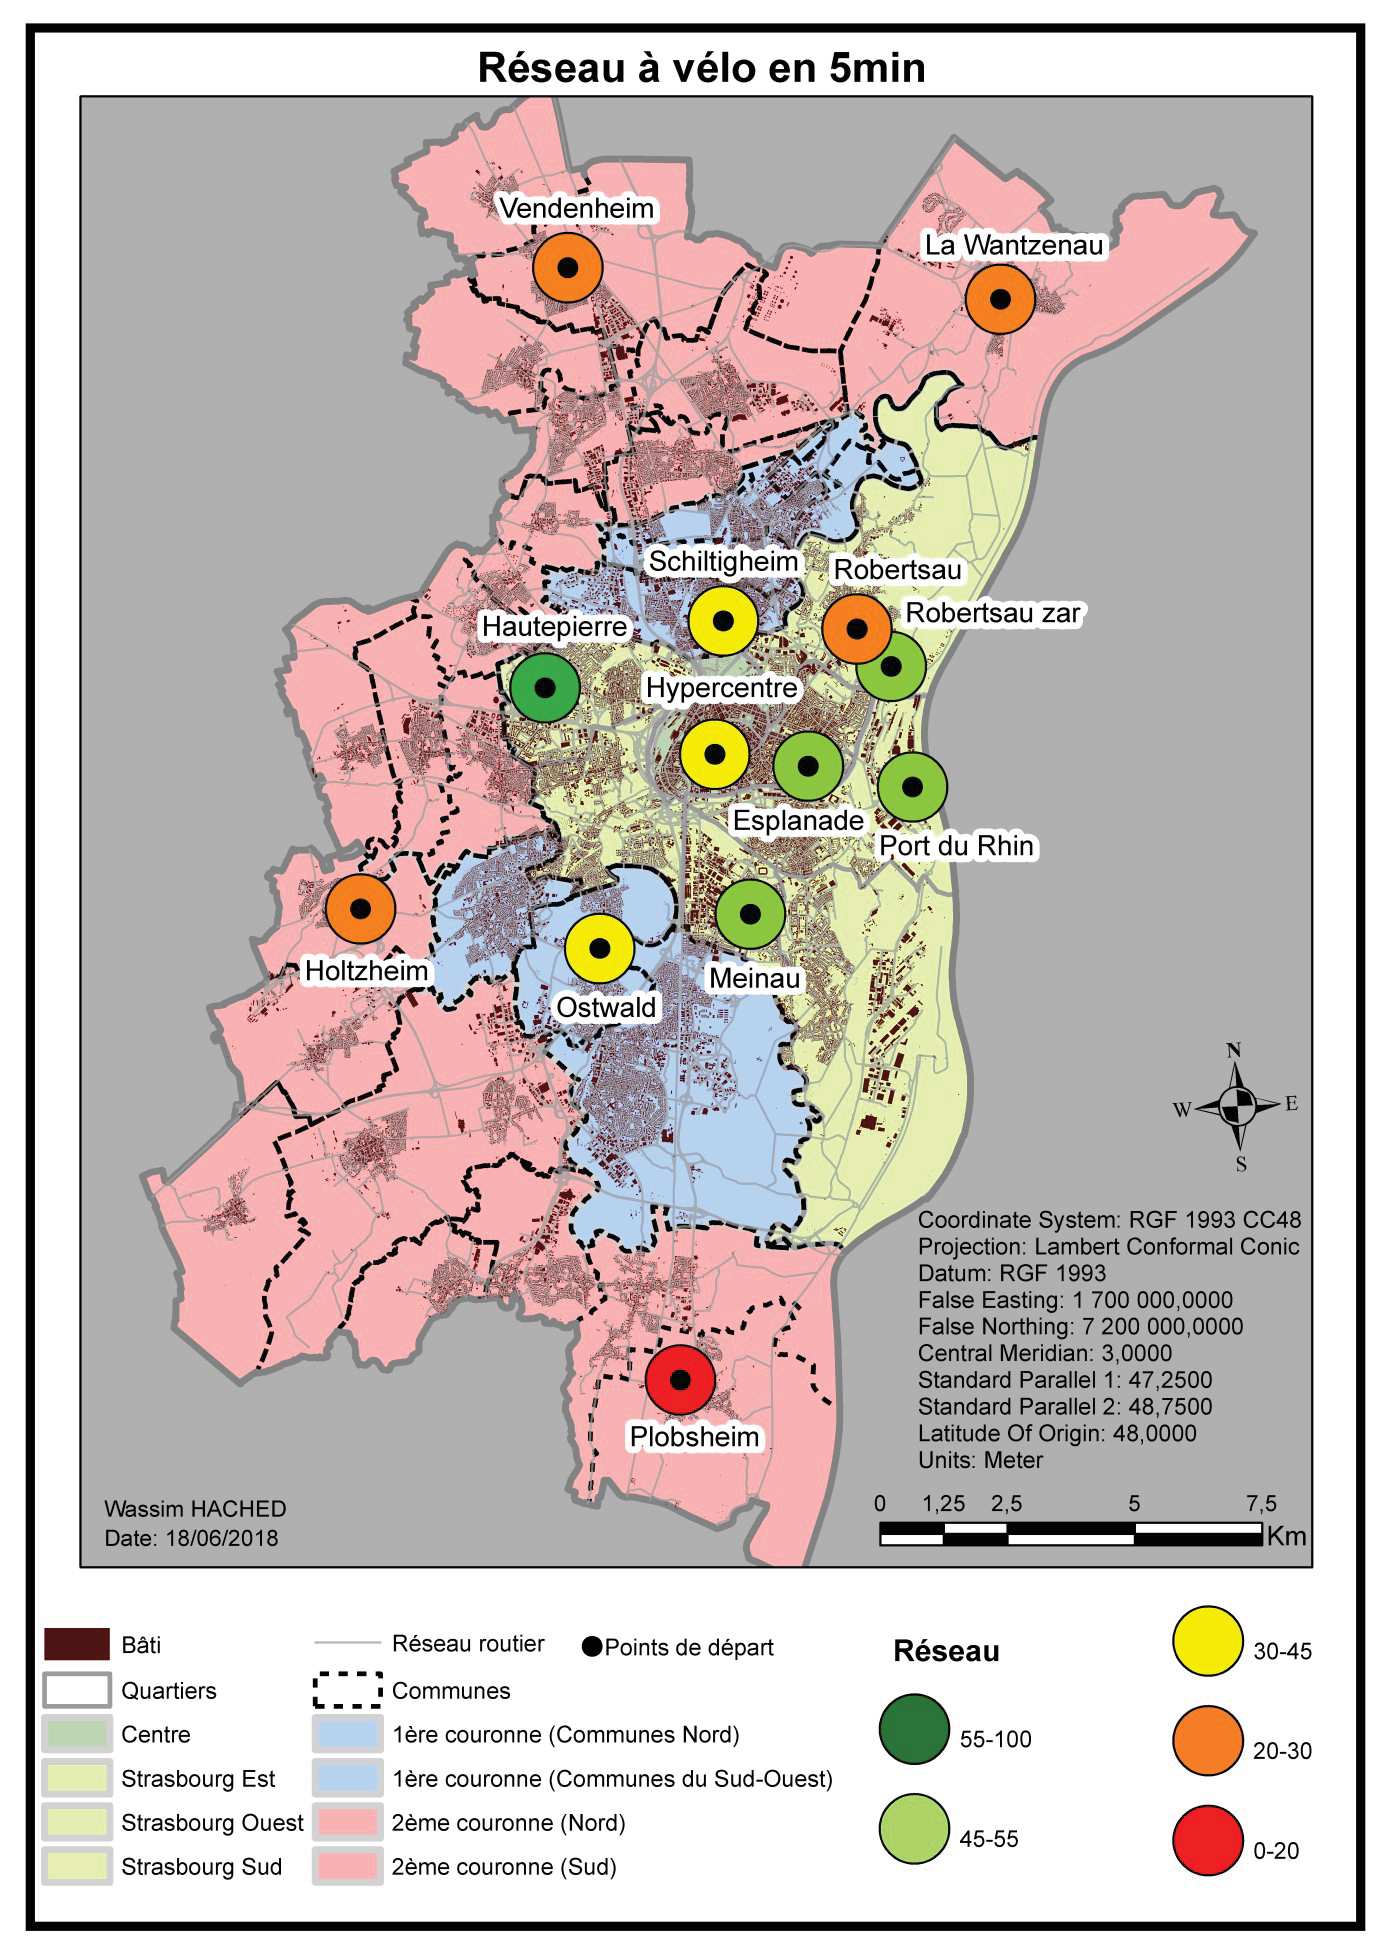 Réseau à vélo en 5min
Vendenheim
La Wantzenau
Schiltigheim
Robertsau
Robertsau zar
Hautepierre
Hypercentre
Esplanade
Port du Rhin
Holtzheim
Meinau
Ostwald
Plobsheim
N
W
E
S
Coordinate System: RGF 1993 CC48
Projection: Lambert Conformal Conic
Datum: RGF 1993
False Easting: 1 700 000,0000
False Northing: 7 200 000,0000
Central Meridian: 3,0000
Standard Parallel 1: 47,2500
Standard Parallel 2: 48,7500
Latitude Of Origin: 48,0000
Units: Meter
0 1,25 2,5 5 7,5
Km
Wassim HACHED
Date: 18/06/2018
Bâti
Quartiers
Centre
Strasbourg Est
Strasbourg Ouest
Strasbourg Sud
Réseau routier
Communes
1ère couronne (Communes Nord)
1ère couronne (Communes du Sud-Ouest)
2ème couronne (Nord)
2ème couronne (Sud)
Points de départ
Réseau
55-100
45-55
30-45
20-30
0-20